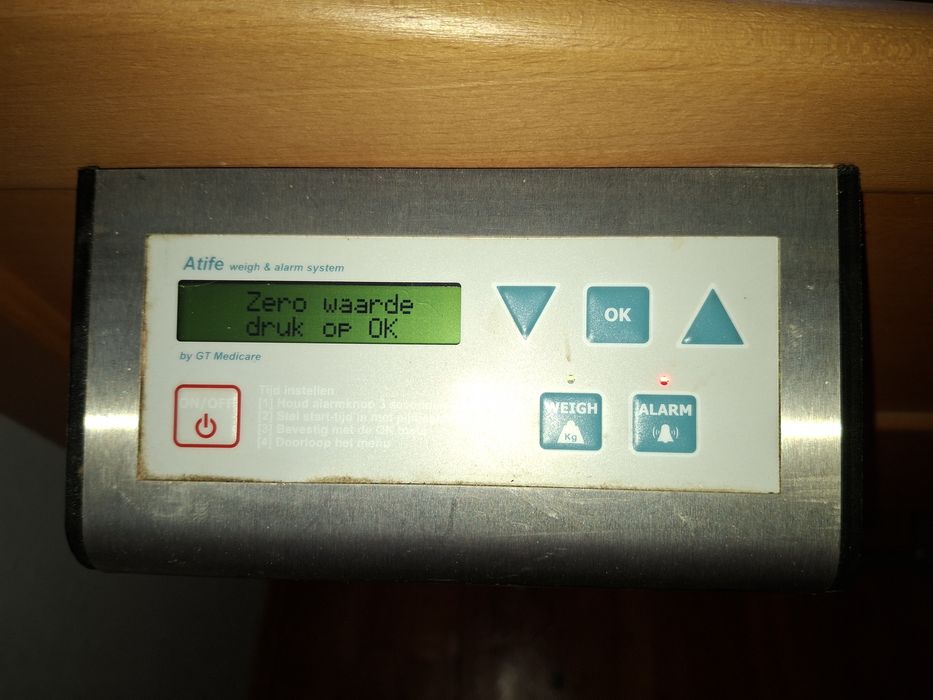 Atife weigh & alarm system
Zero waarde
druk op OK
by GT Medicare
OK
ON/OFF
Tijd instellen
[1] Houd alarmknop 3
[2] Stel start-tijd in met
[3] Bevestig met de OK
[4] Doorloop het menu
WEIGH
Kg
ALARM